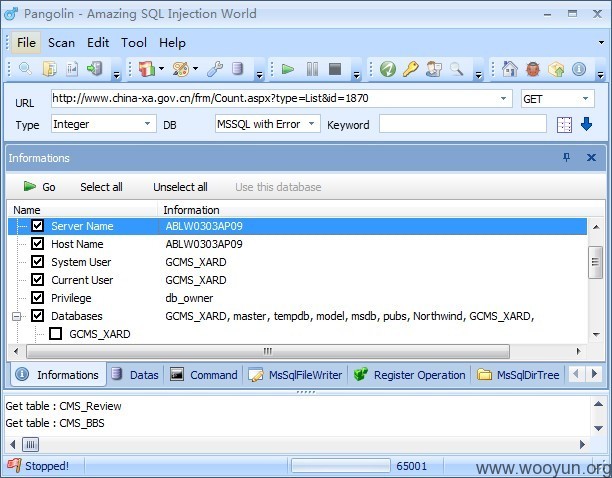 Pangolin - Amazing SQL Injection World
File Scan Edit Tool Help
URL http://www.china-xa.gov.cn/frm/Count.aspx?type=List&id=1870 GET
Type Integer DB MSSQL with Error Keyword
Informations
Go Select all Unselect all Use this database
Name Information
Server Name ABLW0303AP09
Host Name ABLW0303AP09
System User GCMS_XARD
Current User GCMS_XARD
Privilege db_owner
Databases GCMS_XARD, master, tempdb, model, msdb, pubs, Northwind, GCMS_XARD,
GCMS_XARD
Informations Datas Command MsSqlFileWriter Register Operation MsSqlDirTree
Get table : CMS_Review
Get table : CMS_BBS
Stopped! 65001
www.wooyun.org